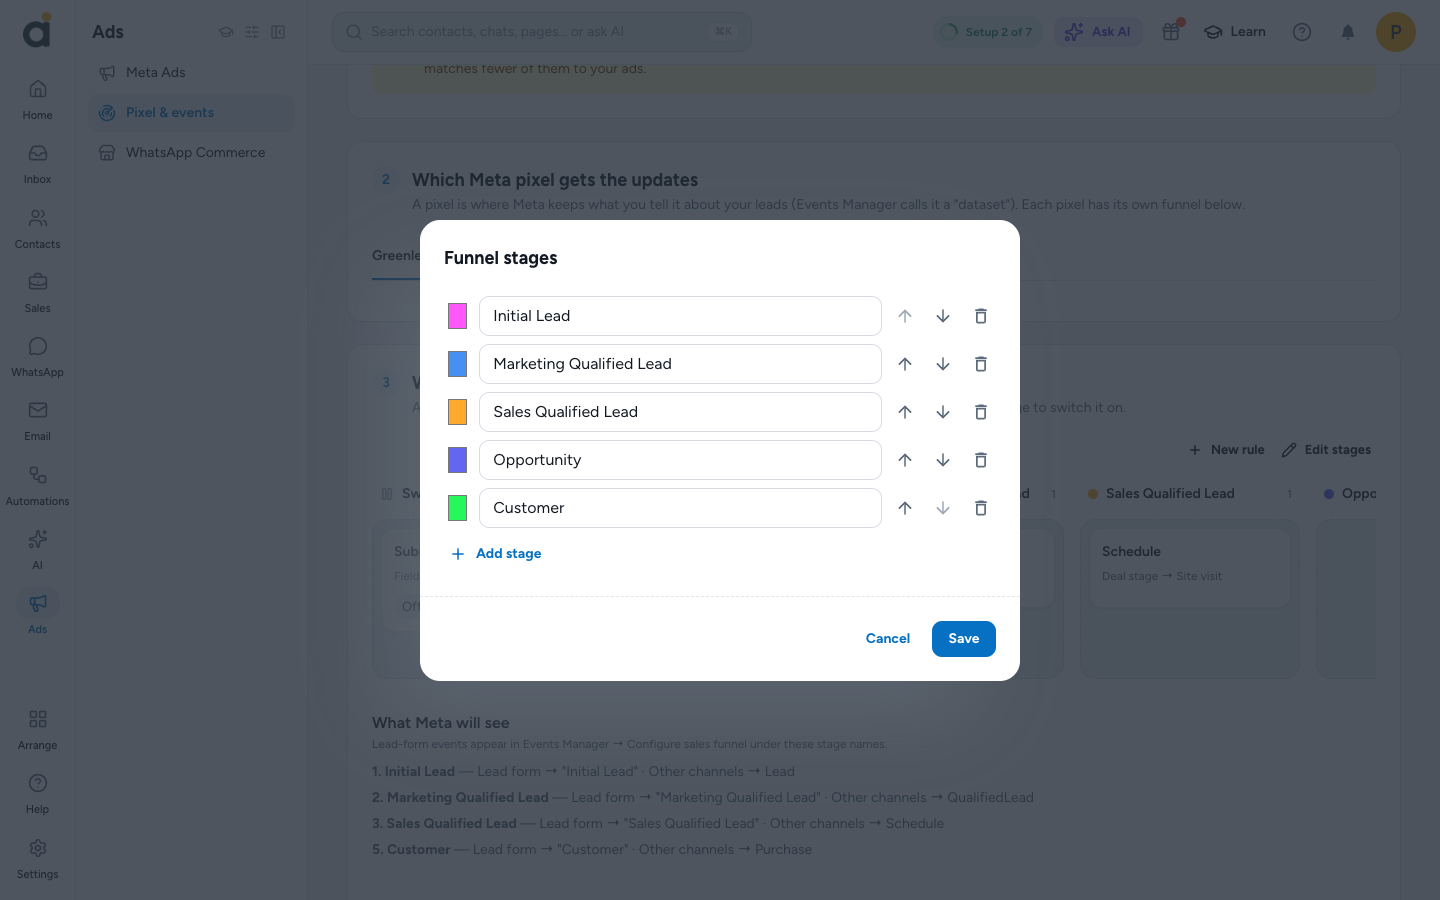 Ads
Search contacts, chats, pages... or ask AI
⌘K
Setup 2 of 7
Ask AI
Learn
P
Home
Inbox
Contacts
Sales
WhatsApp
Email
Automations
AI
Ads
Arrange
Help
Settings
Meta Ads
Pixel & events
WhatsApp Commerce
matches fewer of them to your ads.
2
Which Meta pixel gets the updates
A pixel is where Meta keeps what you tell it about your leads (Events Manager calls it a "dataset"). Each pixel has its own funnel below.
Funnel stages
Initial Lead
Marketing Qualified Lead
Sales Qualified Lead
Opportunity
Customer
Add stage
Cancel
Save
3
to switch it on.
New rule
Edit stages
1
Sales Qualified Lead
1
Schedule
Deal stage → Site visit
What Meta will see
Lead-form events appear in Events Manager → Configure sales funnel under these stage names.
1. Initial Lead — Lead form → "Initial Lead" · Other channels → Lead
2. Marketing Qualified Lead — Lead form → "Marketing Qualified Lead" · Other channels → QualifiedLead
3. Sales Qualified Lead — Lead form → "Sales Qualified Lead" · Other channels → Schedule
5. Customer — Lead form → "Customer" · Other channels → Purchase